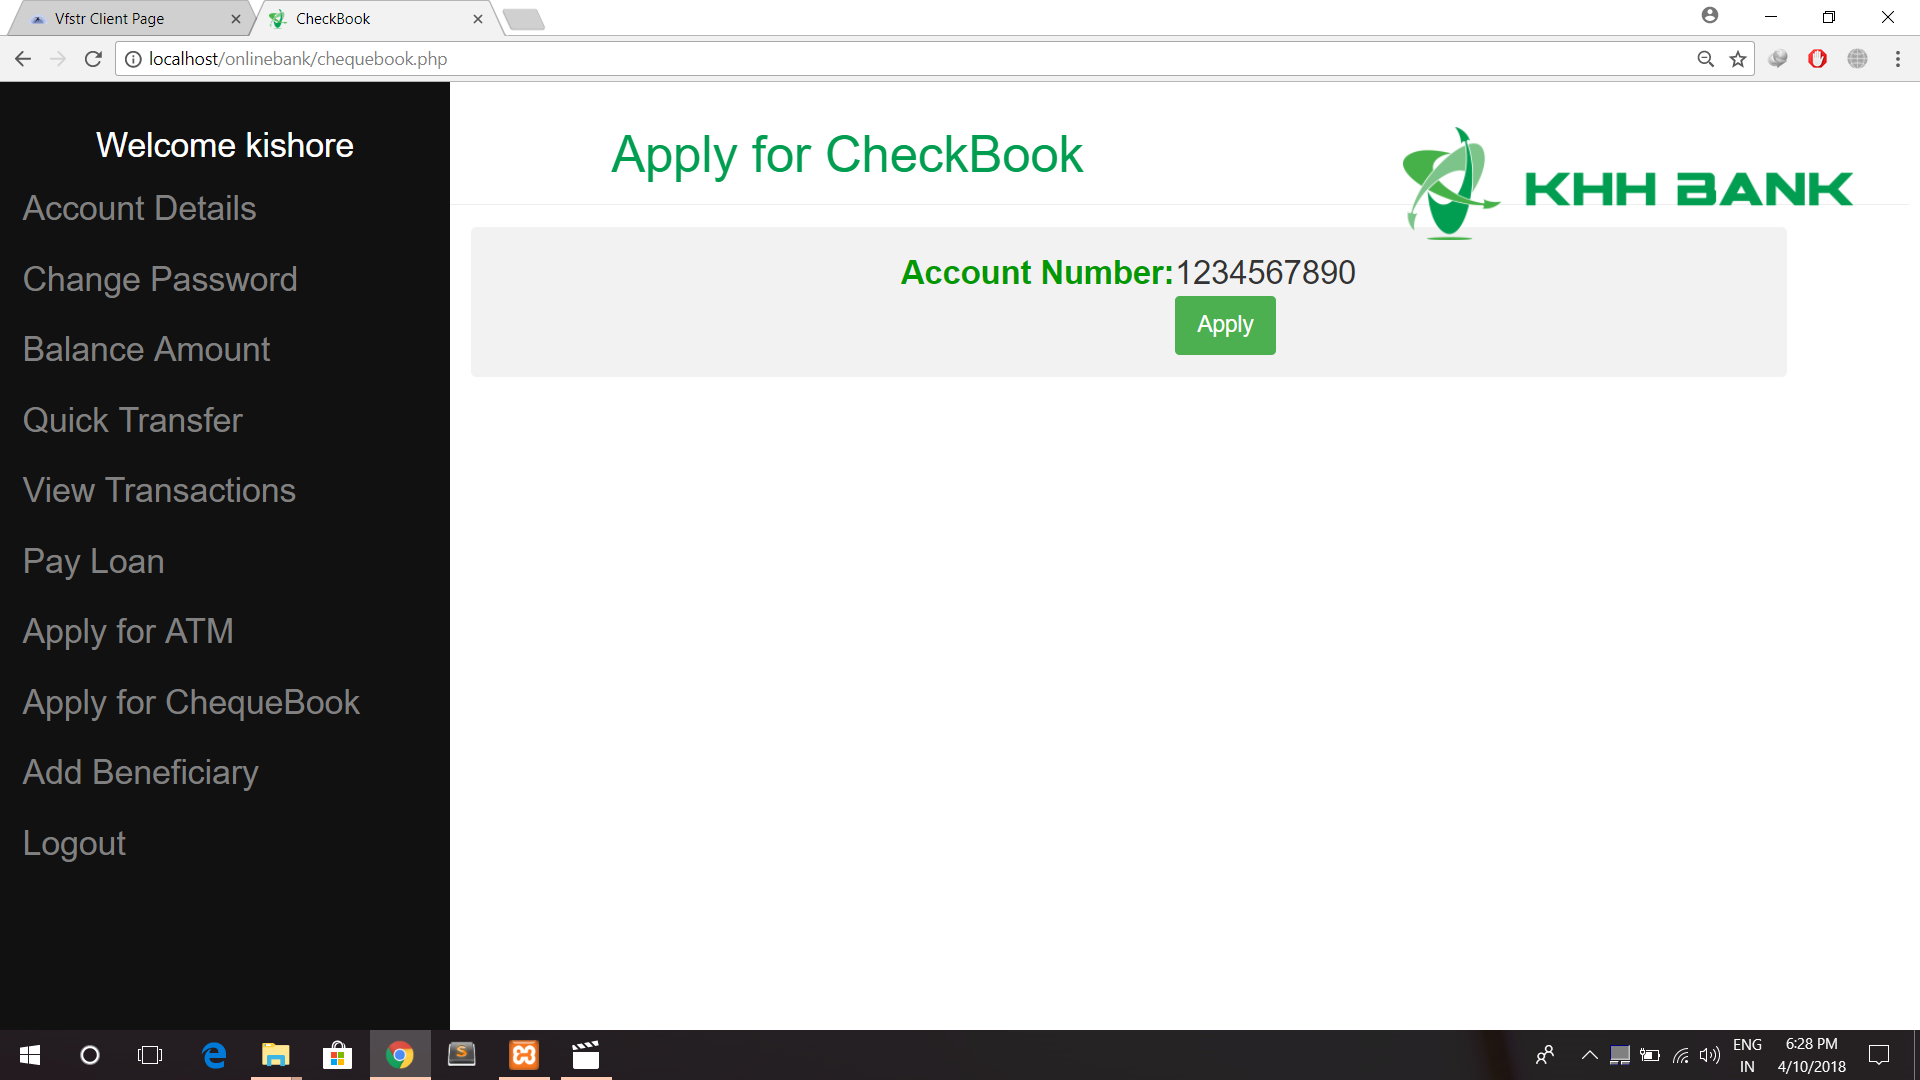 Vfstr Client Page
CheckBook
localhost/onlinebank/chequebook.php
Welcome kishore
Account Details
Change Password
Balance Amount
Quick Transfer
View Transactions
Pay Loan
Apply for ATM
Apply for ChequeBook
Add Beneficiary
Logout
Apply for CheckBook
KHH BANK
Account Number:1234567890
Apply
ENG
IN
6:28 PM
4/10/2018